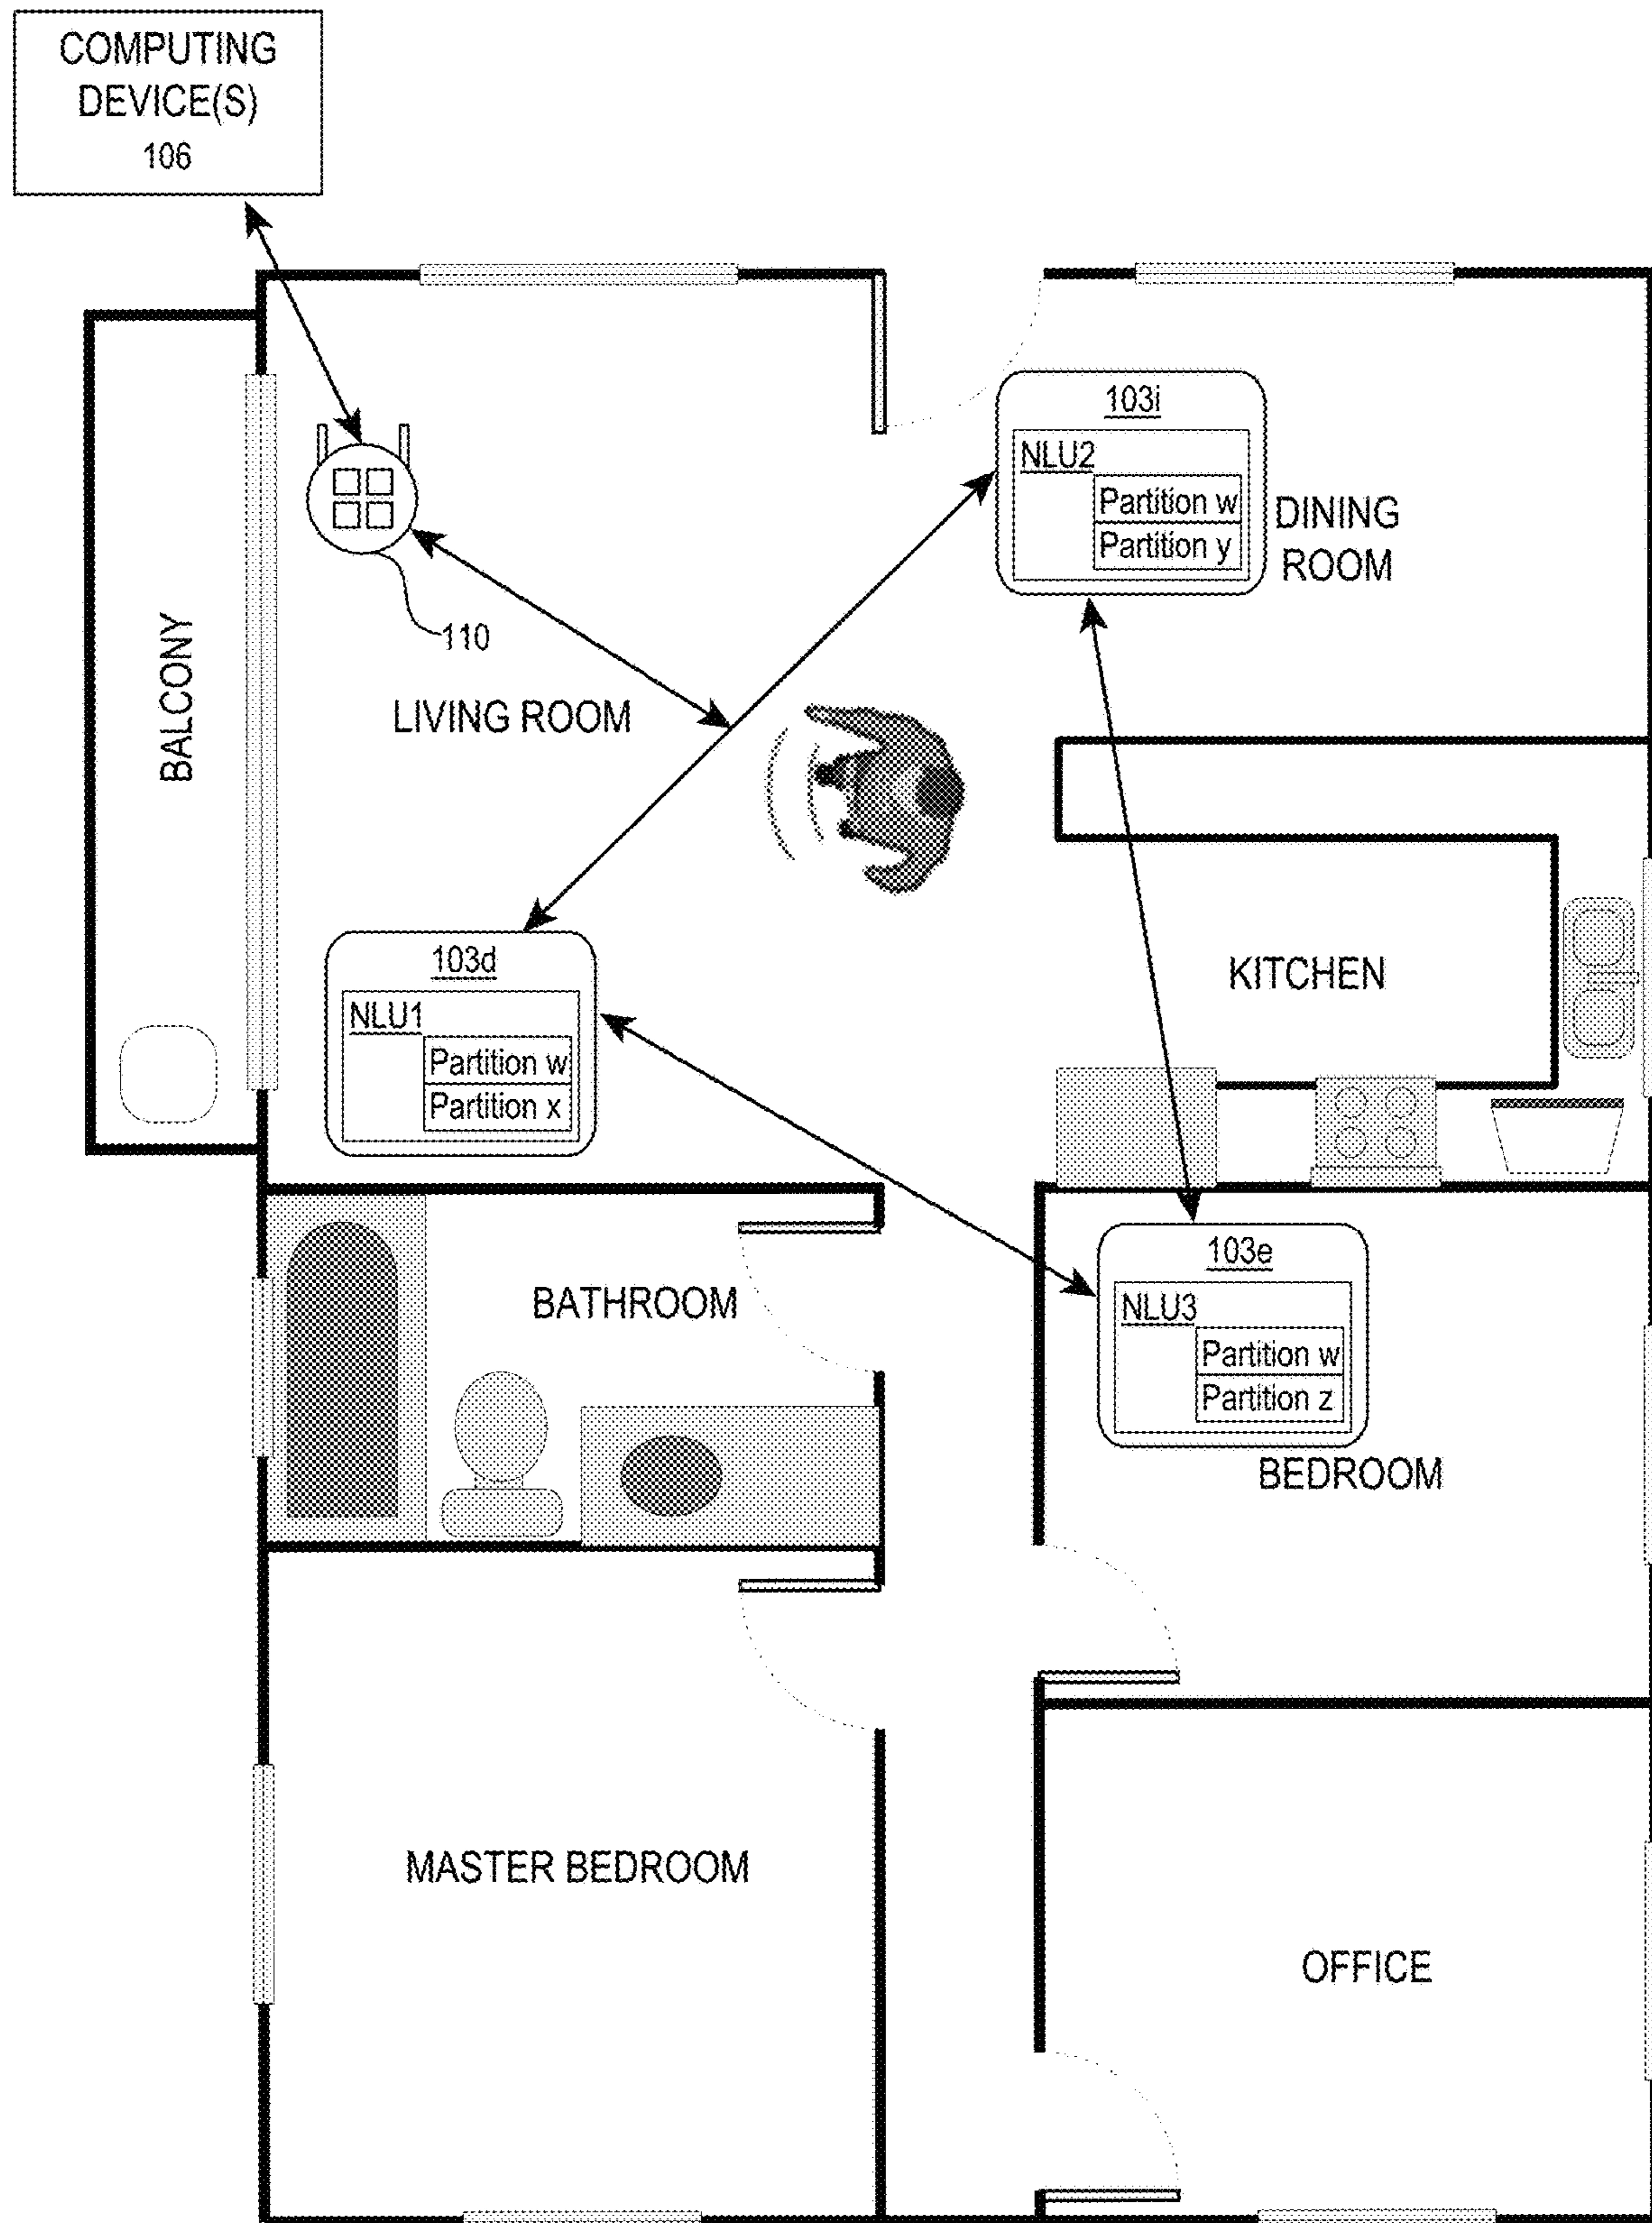 COMPUTING
DEVICE(S)
106
103i
NLU2
Partition w
Partition y
DINING
ROOM
110
LIVING ROOM
BALCONY
103d
NLU1
Partition w
Partition x
KITCHEN
103e
NLU3
Partition w
Partition z
BATHROOM
BEDROOM
MASTER BEDROOM
OFFICE